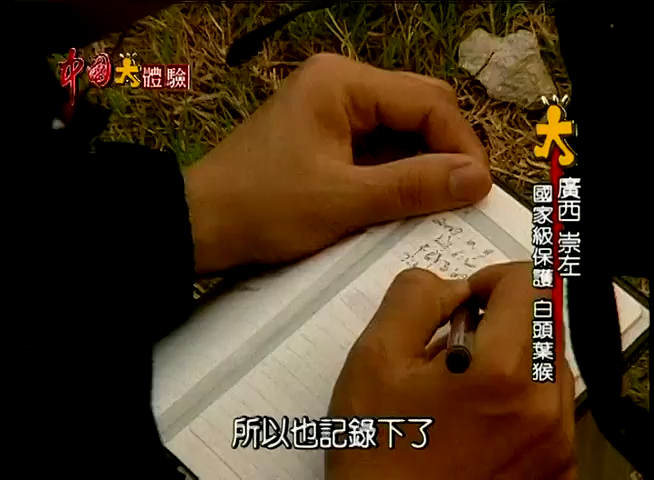 中國大體驗
大
廣西 崇左
國家級保護 白頭葉猴
所以也記錄下了